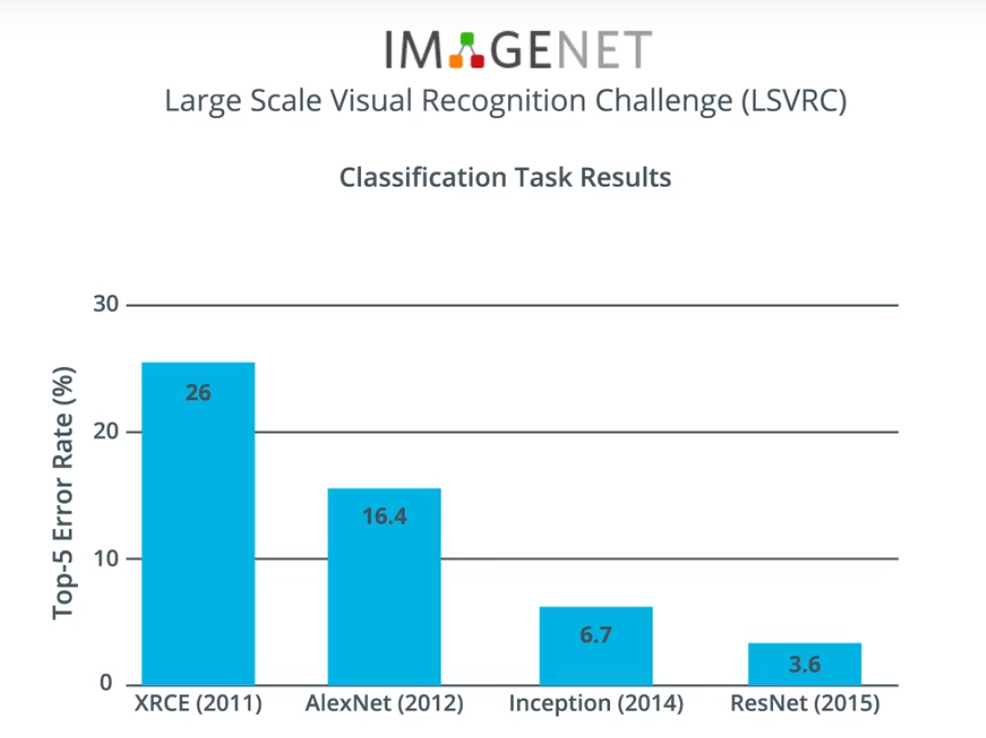 IMAGENET
Large Scale Visual Recognition Challenge (LSVRC)
Classification Task Results
Top-5 Error Rate (%)
30
20
10
0
26
16.4
6.7
3.6
XRCE (2011)
AlexNet (2012)
Inception (2014)
ResNet (2015)